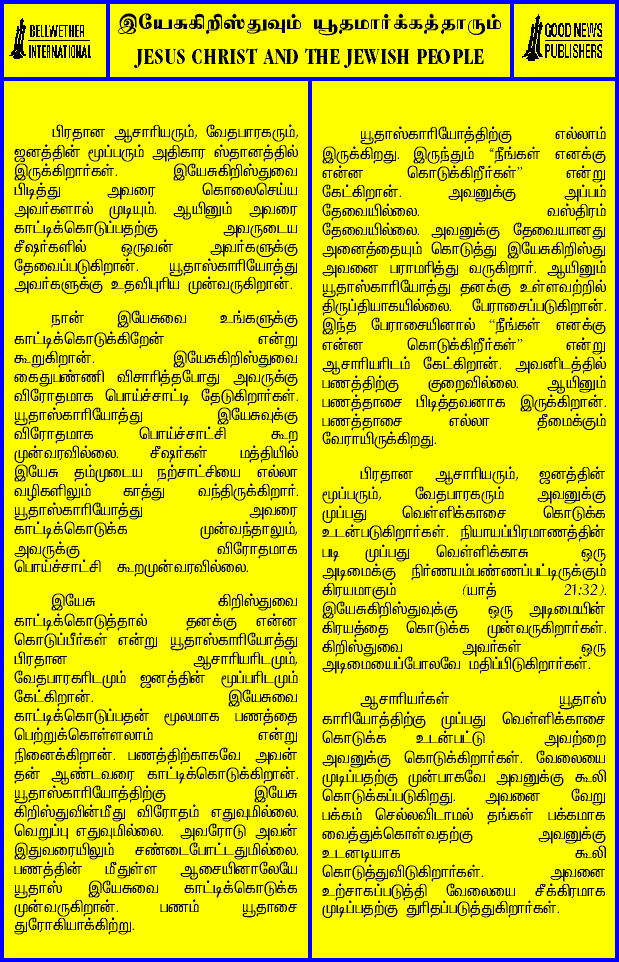 BELLWETHER
INTERNATIONAL
இயேசுகிறிஸ்துவும் யூதமார்க்கத்தாரும்
JESUS CHRIST AND THE JEWISH PEOPLE
GOOD NEWS
PUBLISHERS
பிரதான ஆசாரியரும், வேதபாரகரும்,
ஜனத்தின் மூப்பரும் அதிகார ஸ்தானத்தில்
இருக்கிறார்கள். இயேசுகிறிஸ்துவை
பிடித்து அவரை கொலைசெய்ய
அவர்களால் முடியும். ஆயினும் அவரை
காட்டிக்கொடுப்பதற்கு அவருடைய
சீஷர்களில் ஒருவன் அவர்களுக்கு
தேவைப்படுகிறான். யூதாஸ்காரியோத்து
அவர்களுக்கு உதவிபுரிய முன்வருகிறான்.
நான் இயேசுவை உங்களுக்கு
காட்டிக்கொடுக்கிறேன் என்று
கூறுகிறான். இயேசுகிறிஸ்துவை
கைதுபண்ணி விசாரித்தபோது அவருக்கு
விரோதமாக பொய்ச்சாட்டி தேடுகிறார்கள்.
யூதாஸ்காரியோத்து இயேசுவுக்கு
விரோதமாக பொய்ச்சாட்சி கூற
முன்வரவில்லை. சீஷர்கள் மத்தியில்
இயேசு தம்முடைய நற்சாட்சியை எல்லா
வழிகளிலும் காத்து வந்திருக்கிறார்.
யூதாஸ்காரியோத்து அவரை
காட்டிக்கொடுக்க முன்வந்தாலும்,
அவருக்கு விரோதமாக
பொய்ச்சாட்சி கூறமுன்வரவில்லை.
இயேசு கிறிஸ்துவை
காட்டிக்கொடுத்தால் தனக்கு என்ன
கொடுப்பீர்கள் என்று யூதாஸ்காரியோத்து
பிரதான ஆசாரியரிடமும்,
வேதபாரகரிடமும் ஜனத்தின் மூப்பரிடமும்
கேட்கிறான். இயேசுவை
காட்டிக்கொடுப்பதன் மூலமாக பணத்தை
பெற்றுக்கொள்ளலாம் என்று
நினைக்கிறான். பணத்திற்காகவே அவன்
தன் ஆண்டவரை காட்டிக்கொடுக்கிறான்.
யூதாஸ்காரியோத்திற்கு இயேசு
கிறிஸ்துவின்மீது விரோதம் எதுவுமில்லை.
வெறுப்பு எதுவுமில்லை. அவரோடு அவன்
இதுவரையிலும் சண்டைபோட்டதுமில்லை.
பணத்தின் மீதுள்ள ஆசையினாலேயே
யூதாஸ் இயேசுவை காட்டிக்கொடுக்க
முன்வருகிறான். பணம் யூதாசை
துரோகியாக்கிற்று.
யூதாஸ்காரியோத்திற்கு எல்லாம்
இருக்கிறது. இருந்தும் “நீங்கள் எனக்கு
என்ன கொடுக்கிறீர்கள்” என்று
கேட்கிறான். அவனுக்கு அப்பம்
தேவையில்லை. வஸ்திரம்
தேவையில்லை. அவனுக்கு தேவையானது
அனைத்தையும் கொடுத்து இயேசுகிறிஸ்து
அவனை பராமரித்து வருகிறார். ஆயினும்
யூதாஸ்காரியோத்து தனக்கு உள்ளவற்றில்
திருப்தியாகயில்லை. பேராசைப்படுகிறான்.
இந்த பேராசையினால் “நீங்கள் எனக்கு
என்ன கொடுக்கிறீர்கள்” என்று
ஆசாரியரிடம் கேட்கிறான். அவனிடத்தில்
பணத்திற்கு குறைவில்லை. ஆயினும்
பணத்தாசை பிடித்தவனாக இருக்கிறான்.
பணத்தாசை எல்லா தீமைக்கும்
வேராயிருக்கிறது.
பிரதான ஆசாரியரும், ஜனத்தின்
மூப்பரும், வேதபாரகரும் அவனுக்கு
முப்பது வெள்ளிக்காசை கொடுக்க
உடன்படுகிறார்கள். நியாயப்பிரமாணத்தின்
படி முப்பது வெள்ளிக்காசு ஒரு
அடிமைக்கு நிர்ணயம்பண்ணப்பட்டிருக்கும்
கிரயமாகும் (யாத் 21:32).
இயேசுகிறிஸ்துவுக்கு ஒரு அடிமையின்
கிரயத்தை கொடுக்க முன்வருகிறார்கள்.
கிறிஸ்துவை அவர்கள் ஒரு
அடிமையைப்போலவே மதிப்பிடுகிறார்கள்.
ஆசாரியர்கள் யூதாஸ்
காரியோத்திற்கு முப்பது வெள்ளிக்காசை
கொடுக்க உடன்பட்டு அவற்றை
அவனுக்கு கொடுக்கிறார்கள். வேலையை
முடிப்பதற்கு முன்பாகவே அவனுக்கு கூலி
கொடுக்கப்படுகிறது. அவனை வேறு
பக்கம் செல்லவிடாமல் தங்கள் பக்கமாக
வைத்துக்கொள்வதற்கு அவனுக்கு
உடனடியாக கூலி
கொடுத்துவிடுகிறார்கள். அவனை
உற்சாகப்படுத்தி வேலையை சீக்கிரமாக
முடிப்பதற்கு துரிதப்படுத்துகிறார்கள்.